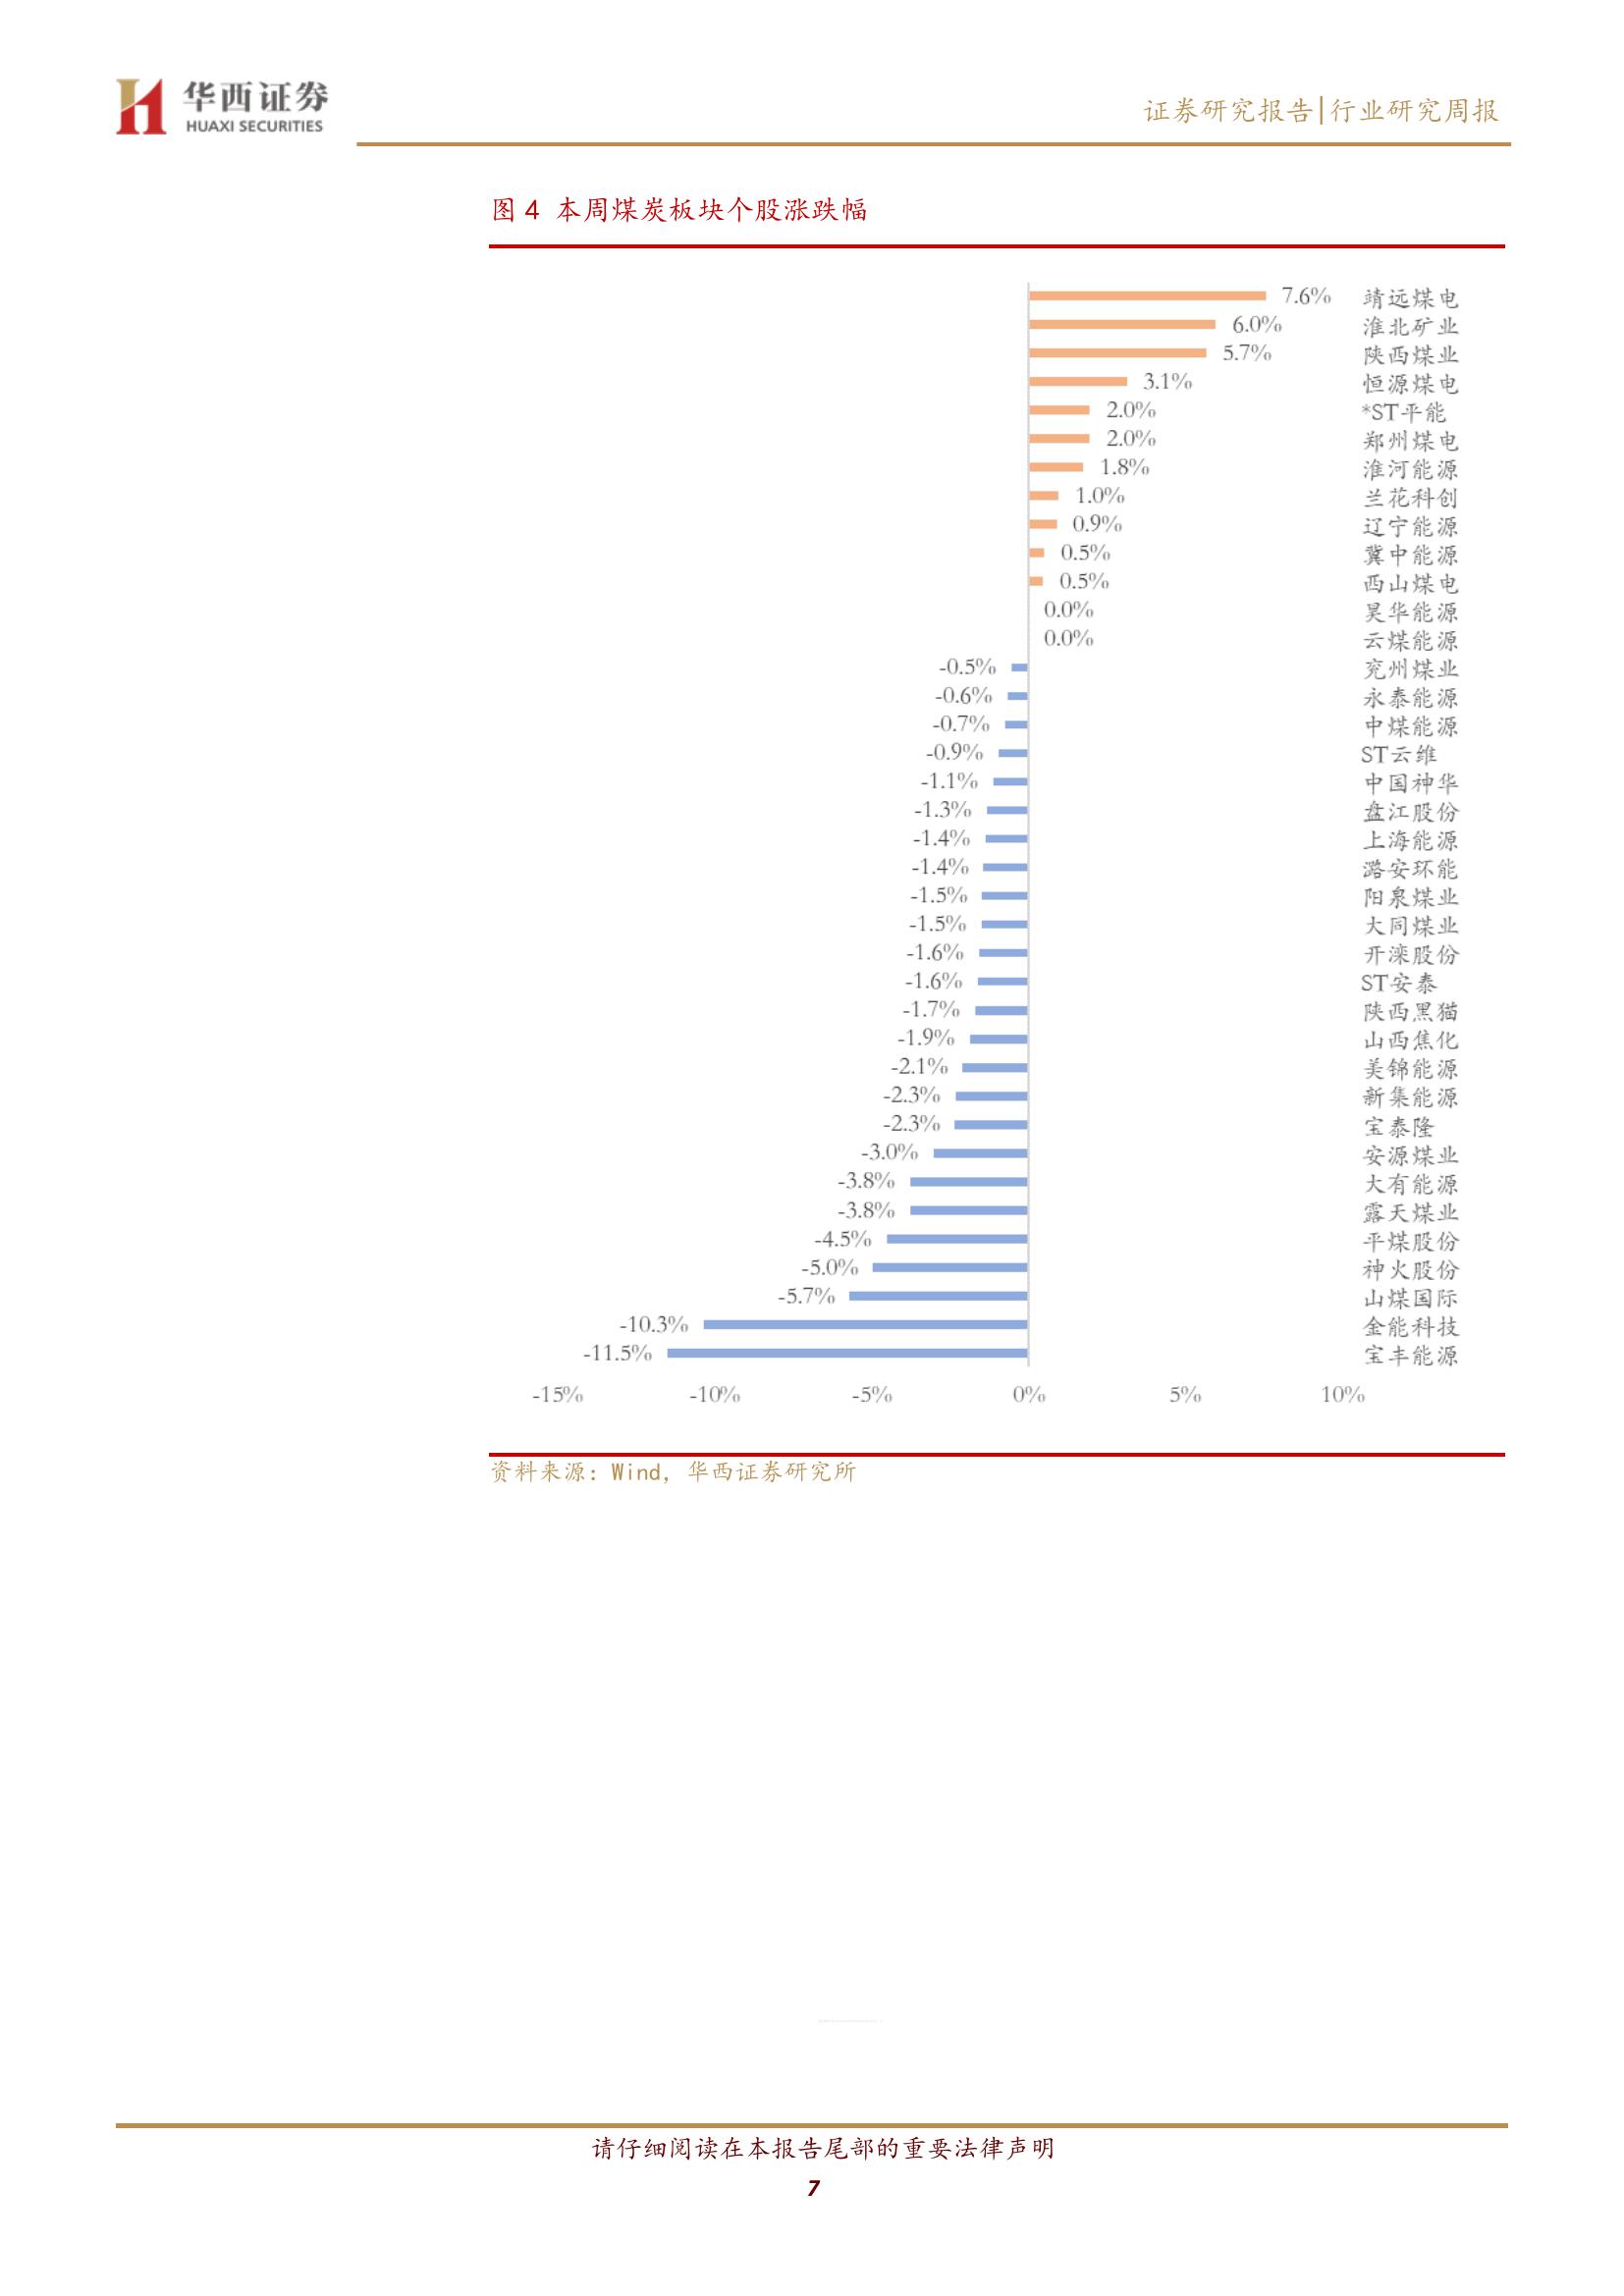 华西证券
HUAXI SECURITIES
证券研究报告|行业研究周报
图 4 本周煤炭板块个股涨跌幅
7.6% 靖远煤电
6.0% 淮北矿业
5.7% 陕西煤业
3.1% 恒源煤电
2.0% *ST平能
2.0% 郑州煤电
1.8% 淮河能源
1.0% 兰花科创
0.9% 辽宁能源
0.5% 冀中能源
0.5% 西山煤电
0.0% 昊华能源
0.0% 云煤能源
-0.5% 兖州煤业
-0.6% 永泰能源
-0.7% 中煤能源
-0.9% ST云维
-1.1% 中国神华
-1.3% 盘江股份
-1.4% 上海能源
-1.4% 潞安环能
-1.5% 阳泉煤业
-1.5% 大同煤业
-1.6% 开滦股份
-1.6% ST安泰
-1.7% 陕西黑猫
-1.9% 山西焦化
-2.1% 美锦能源
-2.3% 新集能源
-2.3% 宝泰隆
-3.0% 安源煤业
-3.8% 大有能源
-3.8% 露天煤业
-4.5% 平煤股份
-5.0% 神火股份
-5.7% 山煤国际
-10.3% 金能科技
-11.5% 宝丰能源
-15% -10% -5% 0% 5% 10%
资料来源：Wind，华西证券研究所
请仔细阅读在本报告尾部的重要法律声明
7